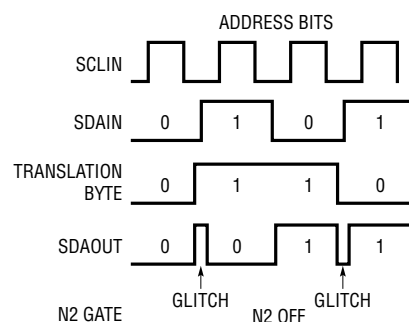 ADDRESS BITS
SCLIN
SDAIN 0 1 0 1
TRANSLATION BYTE 0 1 1 0
SDAOUT 0 0 1 1
GLITCH GLITCH
N2 GATE N2 OFF